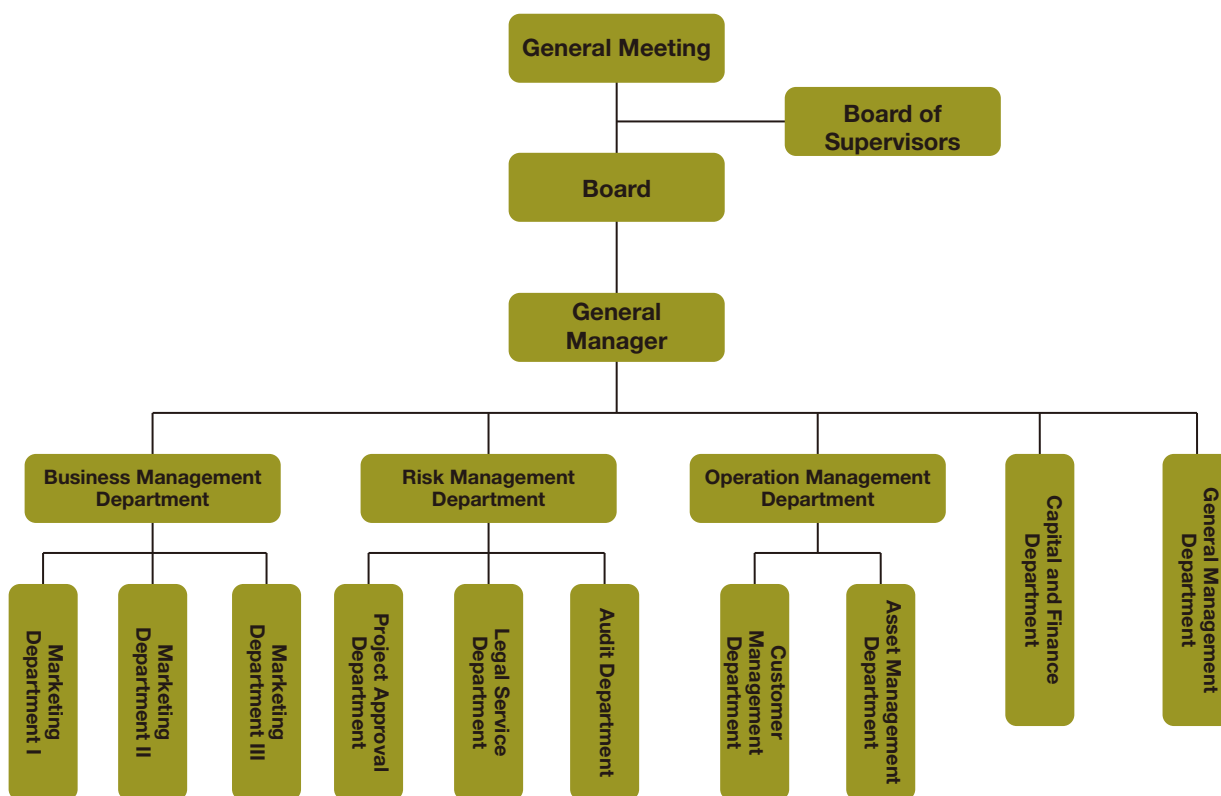 General Meeting
Board of
Supervisors
Board
General
Manager
Business Management
Department
Risk Management
Department
Operation Management
Department
Capital and Finance
Department
General Management
Department
Marketing
Department I
Marketing
Department II
Marketing
Department III
Project Approval
Department
Legal Service
Department
Audit Department
Customer
Management
Department
Asset Management
Department